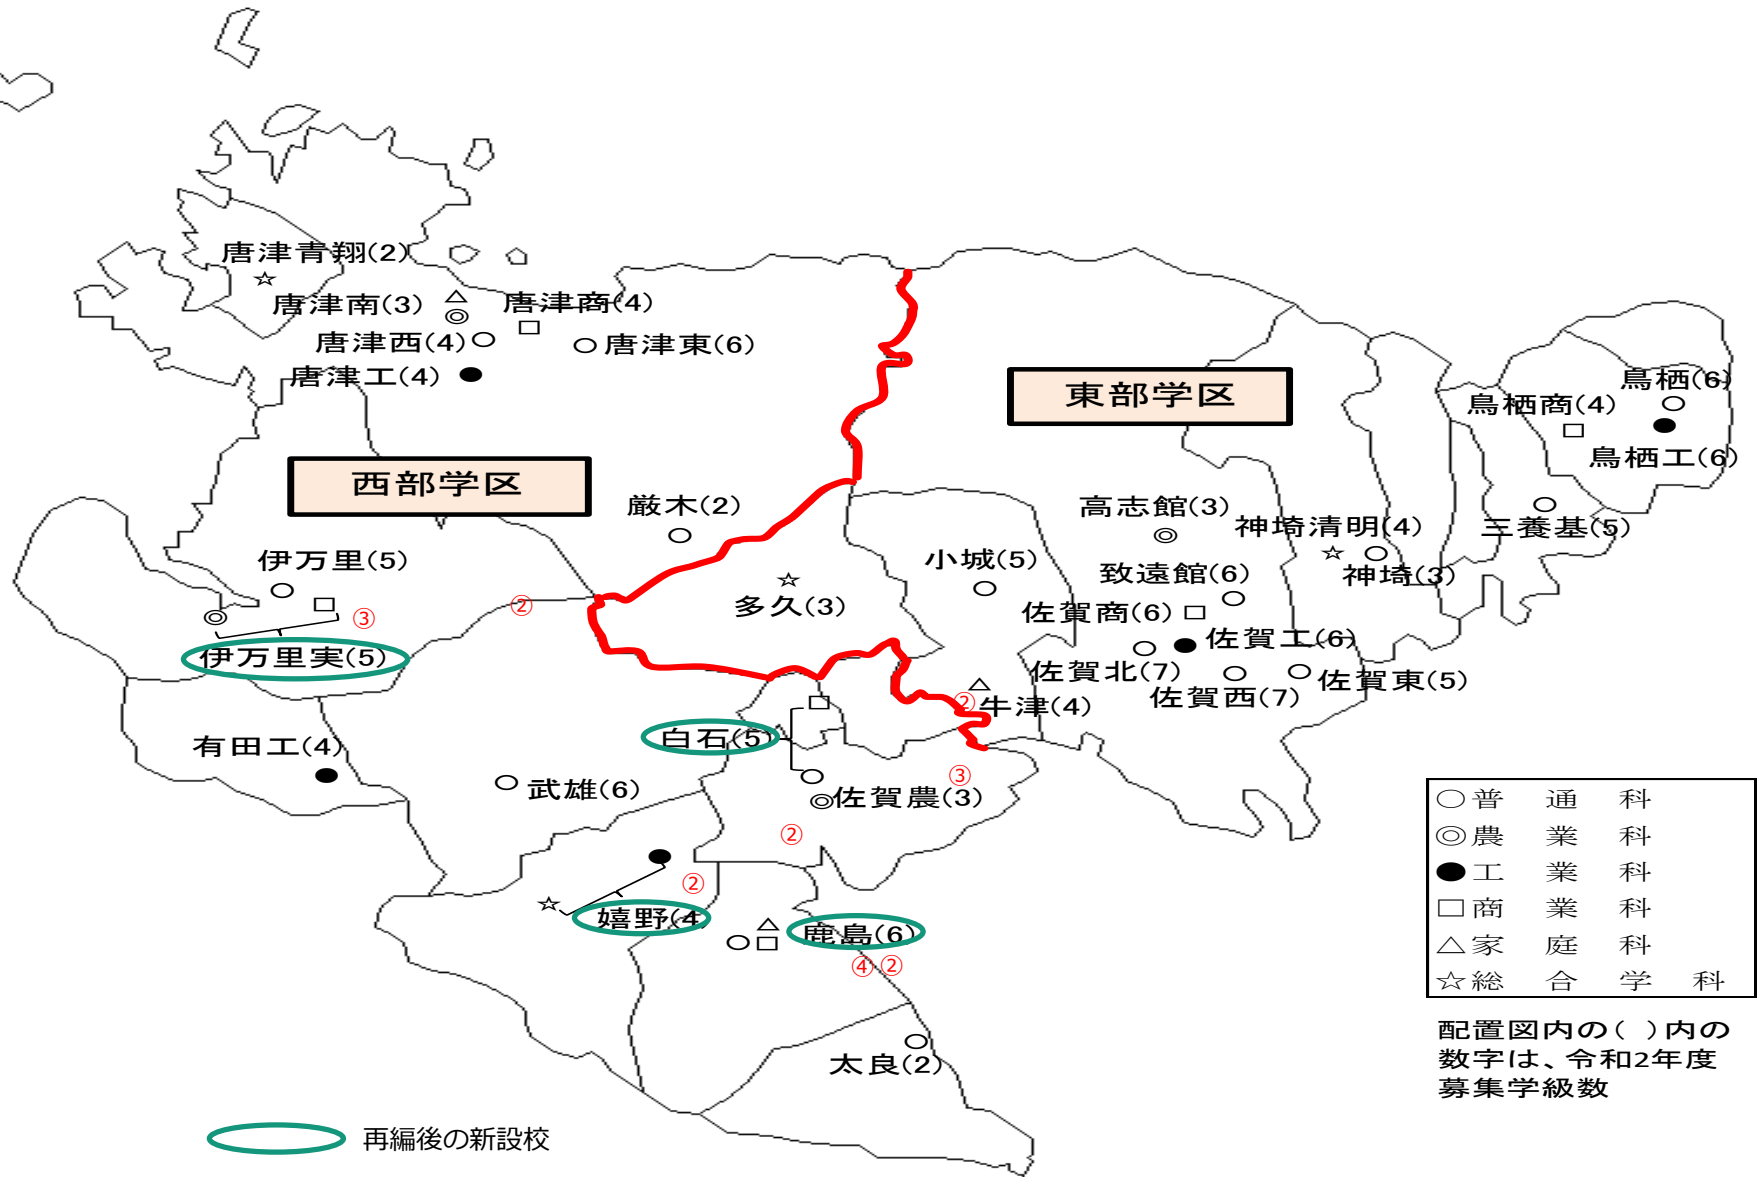 唐津青翔(2)
唐津南(3)
唐津商(4)
唐津西(4)
唐津東(6)
唐津工(4)
東部学区
鳥栖(6)
鳥栖商(4)
鳥栖工(6)
西部学区
厳木(2)
高志館(3)
神埼清明(4)
三養基(5)
伊万里(5)
小城(5)
致遠館(6)
神埼(3)
多久(3)
佐賀商(6)
②
③
佐賀工(6)
伊万里実(5)
佐賀北(7)
佐賀東(5)
佐賀西(7)
②
牛津(4)
白石(5)
有田工(4)
武雄(6)
③
佐賀農(3)
②
②
嬉野(4
鹿島(6)
④②
太良(2)
○普通科
◎農業科
●工業科
□商業科
△家庭科
☆総合学科
配置図内の( )内の
数字は、令和2年度
募集学級数
再編後の新設校